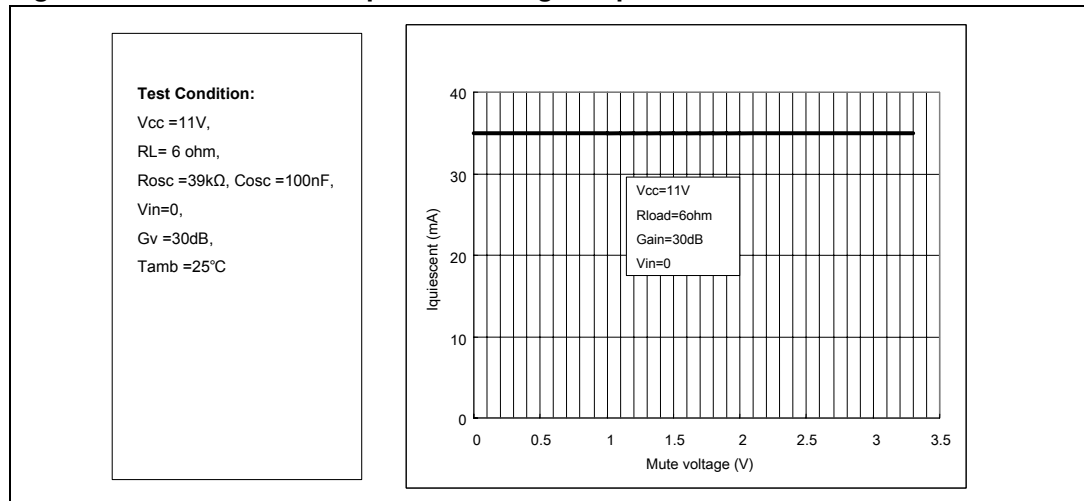 Test Condition:
Vcc =11V,
RL= 6 ohm,
Rosc =39kΩ, Cosc =100nF,
Vin=0,
Gv =30dB,
Tamb =25℃
Iquiescent (mA)
40
30
20
10
0
Vcc=11V
Rload=6ohm
Gain=30dB
Vin=0
0 0.5 1 1.5 2 2.5 3 3.5
Mute voltage (V)